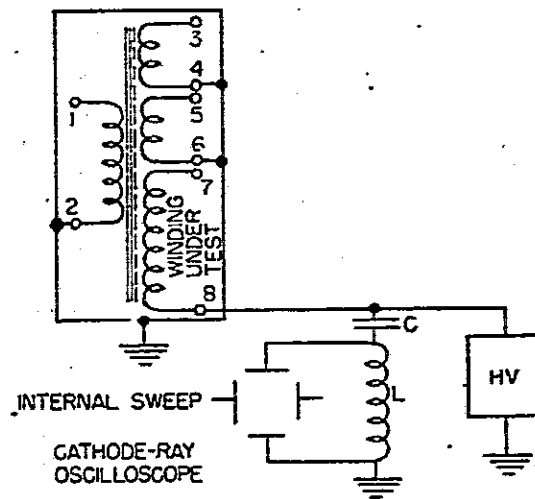 3
4
5
1
6
7
2
WINDING
UNDER
TEST
8
C
HV
L
INTERNAL SWEEP
CATHODE-RAY
OSCILLOSCOPE